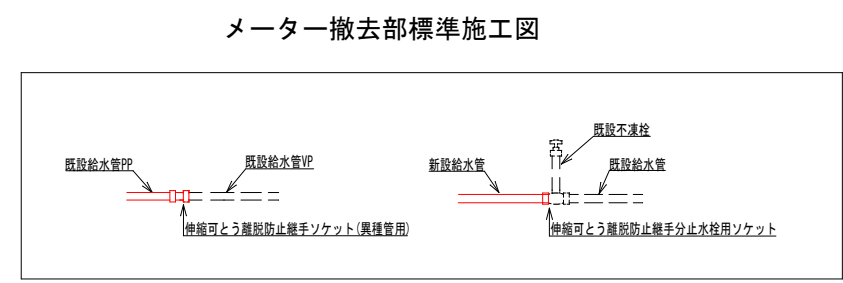 メーター撤去部標準施工図
既設給水管PP
既設給水管VP
伸縮可とう離脱防止継手ソケット(異種管用)
既設不凍栓
新設給水管
既設給水管
伸縮可とう離脱防止継手分止水栓用ソケット